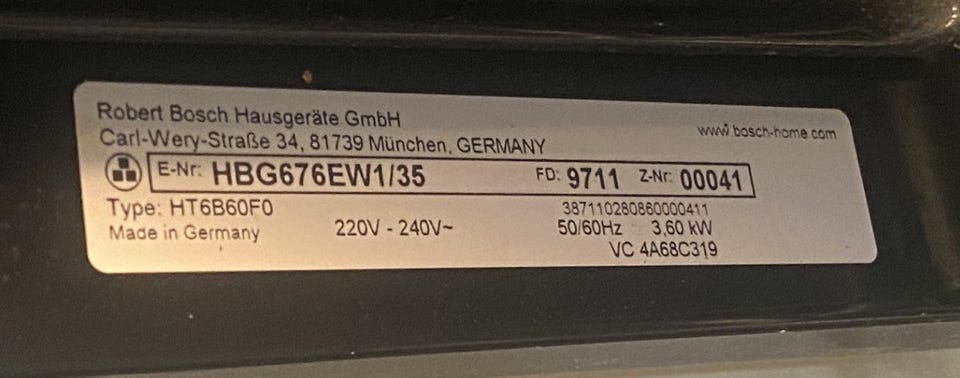 Robert Bosch Hausgeräte GmbH
www.bosch-home.com
Carl-Wery-Straße 34, 81739 München, GERMANY
E-Nr: HBG676EW1/35 FD: 9711 Z-Nr: 00041
Type: HT6B60F0 387110280860000411
Made in Germany 220V - 240V~ 50/60Hz 3,60 kW
VC 4A68C319